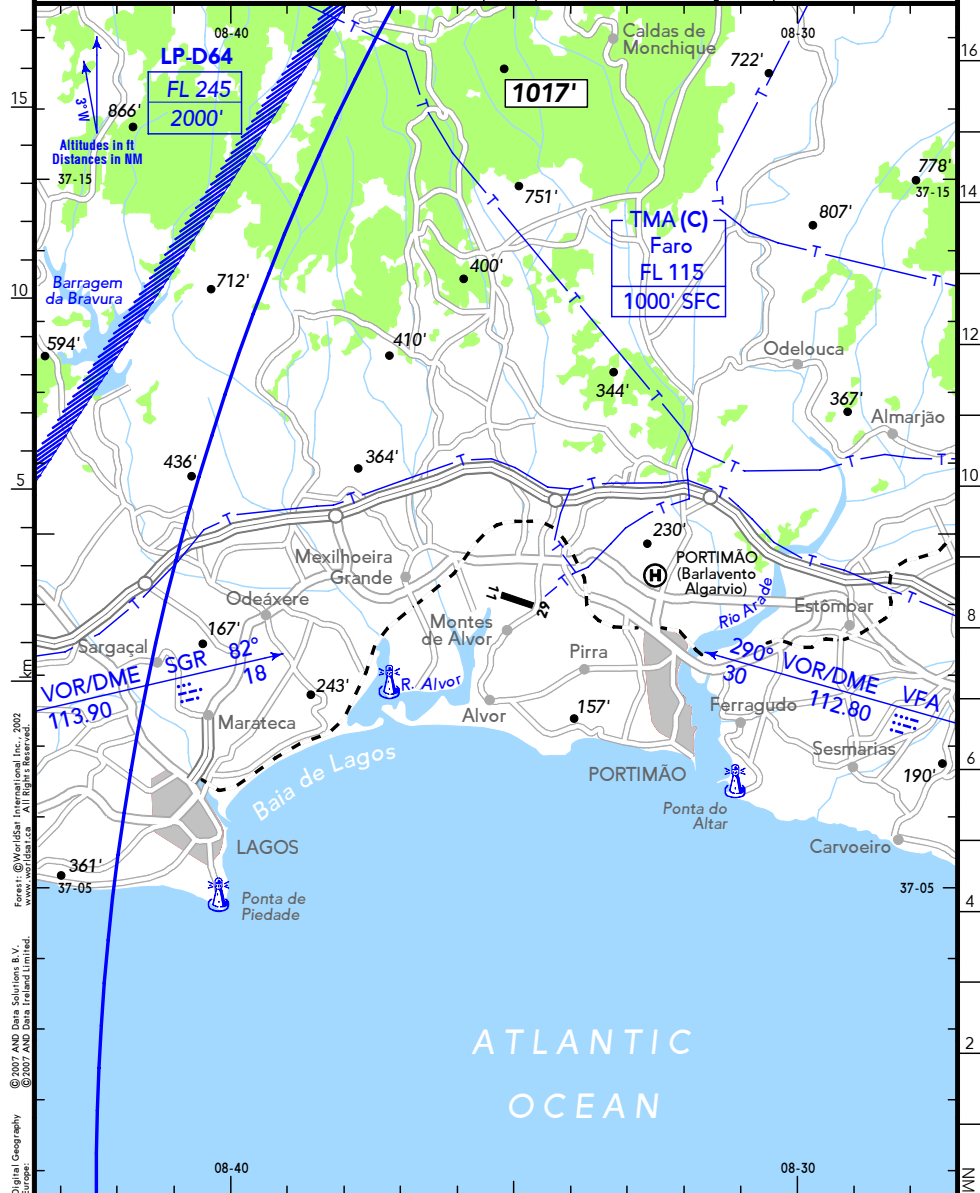 08-40
08-30
16
15
14
12
10
10
8
6
5
4
2
km
NM
LP-D64
FL 245
2000'
3°W
866'
Altitudes in ft
Distances in NM
37-15
Caldas de
Monchique
1017'
722'
778'
37-15
751'
807'
TMA (C)
Faro
FL 115
1000' SFC
400'
712'
Barragem
da Bravura
594'
410'
344'
Odelouca
367'
Almarjão
436'
364'
230'
Mexilhoeira
Grande
PORTIMÃO
(Barlavento
Algarvio)
H
Odeáxere
11
29
Rio Arade
Estômbar
167'
Montes
de Alvor
Sargaçal
Pirra
VOR/DME SGR 82°
113.90
18
290° VOR/DME VFA
30
112.80
243'
R. Alvor
Alvor
157'
Marateca
Ferragudo
Sesmarias
190'
Baia de Lagos
PORTIMÃO
Ponta do
Altar
LAGOS
Carvoeiro
361'
37-05
37-05
Ponta de
Piedade
ATLANTIC
OCEAN
08-40
08-30
Forest: ©WorldSat International Inc., 2002
www.worldsat.ca All Rights Reserved.
Digital Geography ©2007 AND Data Solutions B.V.
Europe: ©2007 AND Data Ireland Limited.
T T T T T T T T T T T T T T T T T T T T T T T T T T